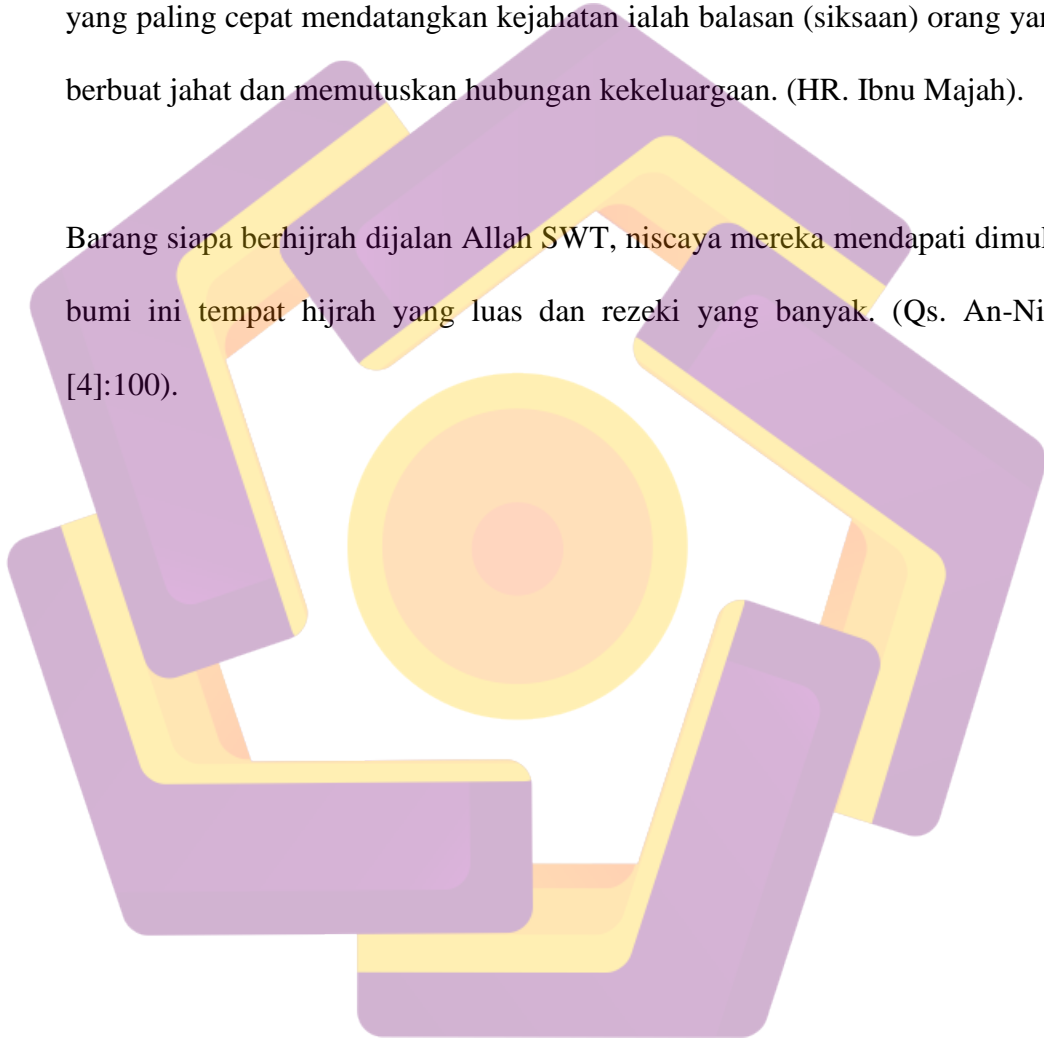 yang paling cepat mendatangkan kejahatan ialah balasan (siksaan) orang yan
berbuat jahat dan memutuskan hubungan kekeluargaan. (HR. Ibnu Majah).
Barang siapa berhijrah dijalan Allah SWT, niscaya mereka mendapati dimuk
bumi ini tempat hijrah yang luas dan rezeki yang banyak. (Qs. An-Ni
[4]:100).